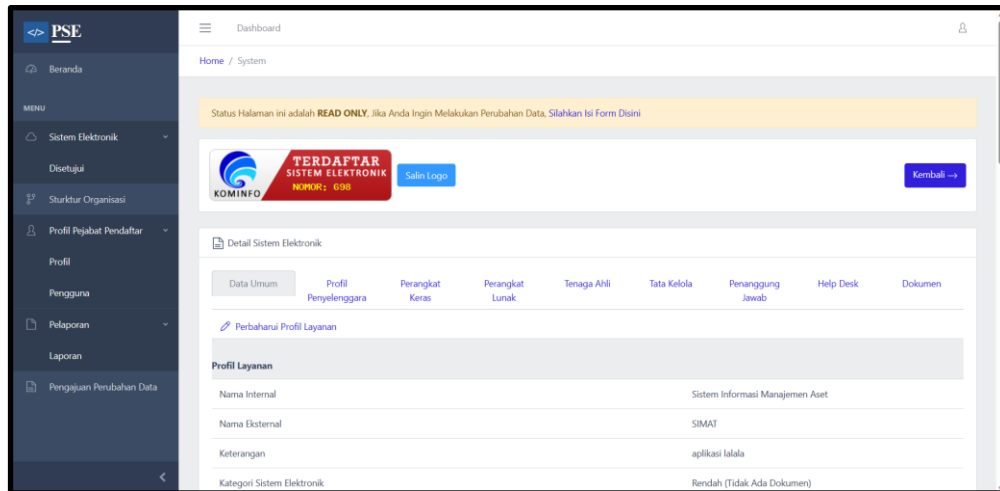 </> PSE
Dashboard
Home / System
Beranda
MENU
Sistem Elektronik
Disetujui
Sturktur Organisasi
Profil Pejabat Pendaftar
Profil
Pengguna
Pelaporan
Laporan
Pengajuan Perubahan Data
Status Halaman ini adalah READ ONLY, Jika Anda Ingin Melakukan Perubahan Data, Silahkan Isi Form Disini
TERDAFTAR
SISTEM ELEKTRONIK
NOMOR: 698
KOMINFO
Salin Logo
Kembali →
Detail Sistem Elektronik
Data Umum
Profil
Penyelenggara
Perangkat
Keras
Perangkat
Lunak
Tenaga Ahli
Tata Kelola
Penanggung
Jawab
Help Desk
Dokumen
Perbaharui Profil Layanan
Profil Layanan
Nama Internal Sistem Informasi Manajemen Aset
Nama Eksternal SIMAT
Keterangan aplikasi lalala
Kategori Sistem Elektronik Rendah (Tidak Ada Dokumen)